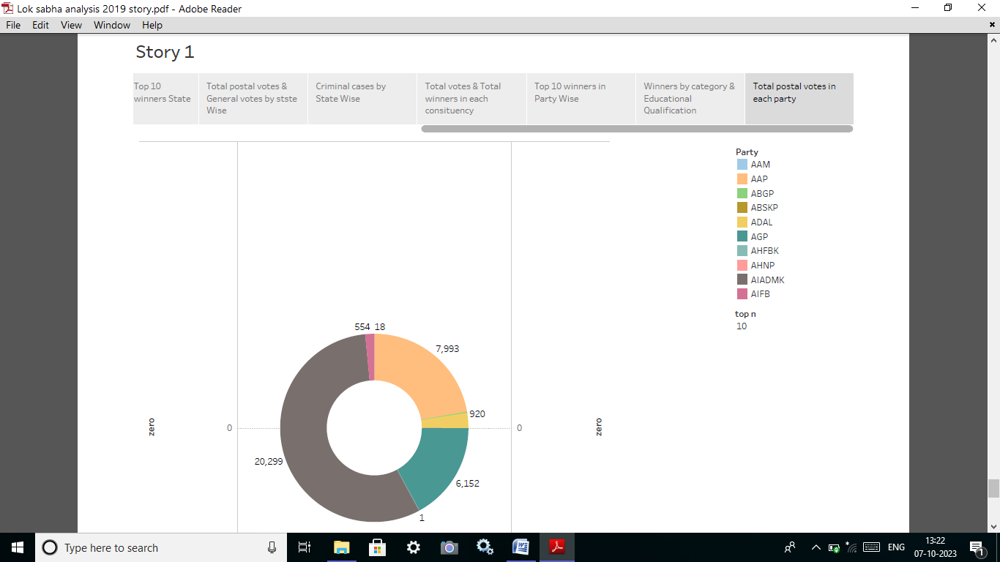 Lok sabha analysis 2019 story.pdf - Adobe Reader
File Edit View Window Help
Story 1
Top 10
winners State
Total postal votes &
General votes by stste
Wise
Criminal cases by
State Wise
Total votes & Total
winners in each
consituency
Top 10 winners in
Party Wise
Winners by category &
Educational
Qualification
Total postal votes in
each party
Party
AAM
AAP
ABGP
ABSKP
ADAL
AGP
AHFBK
AHNP
AIADMK
AIFB
top n
10
554 18
7,993
920
zero
0
0
zero
20,299
6,152
1
Type here to search
ENG
13:22
07-10-2023
1